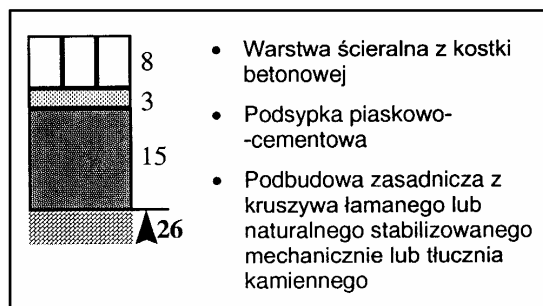 8
3
15
26
• Warstwa ścieralna z kostki
betonowej
• Podsypka piaskowo-
-cementowa
• Podbudowa zasadnicza z
kruszywa łamanego lub
naturalnego stabilizowanego
mechanicznie lub tłucznia
kamiennego